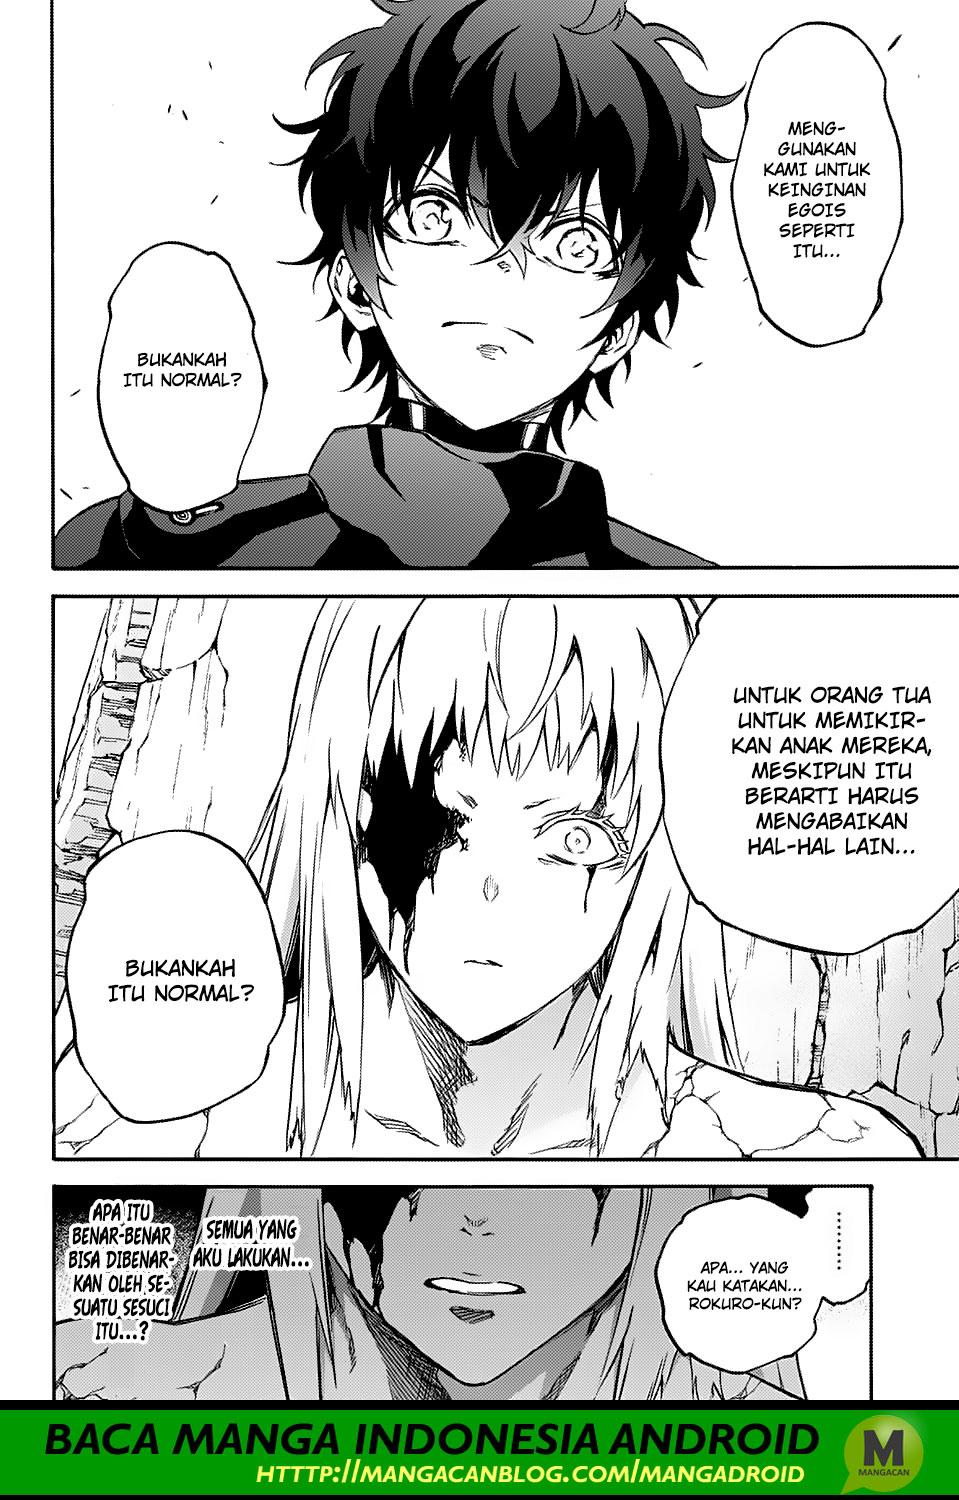 MENG-
GUNAKAN
KAMI UNTUK
KEINGINAN
EGOIS
SEPERTI
ITU...
BUKANKAH
ITU NORMAL?
UNTUK ORANG TUA
UNTUK MEMIKIR-
KAN ANAK MEREKA,
MESKIPUN ITU
BERARTI HARUS
MENGABAIKAN
HAL-HAL LAIN...
BUKANKAH
ITU NORMAL?
.........
APA... YANG
KAU KATAKAN...
ROKURO-KUN?
SEMUA YANG
AKU LAKUKAN...
APA ITU
BENAR-BENAR
BISA DIBENAR-
KAN OLEH SE-
SUATU SESUCI
ITU...?
BACA MANGA INDONESIA ANDROID
HTTTP://MANGACANBLOG.COM/MANGADROID
M
MANGACAN